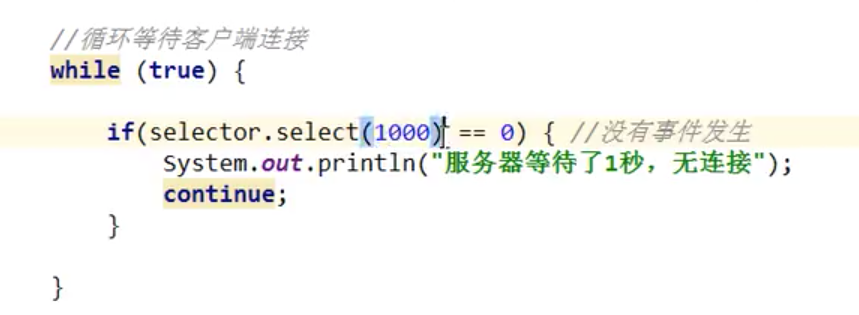 //循环等待客户端连接
while (true) {
if(selector.select(1000) == 0) { //没有事件发生
System.out.println("服务器等待了1秒，无连接");
continue;
}
}